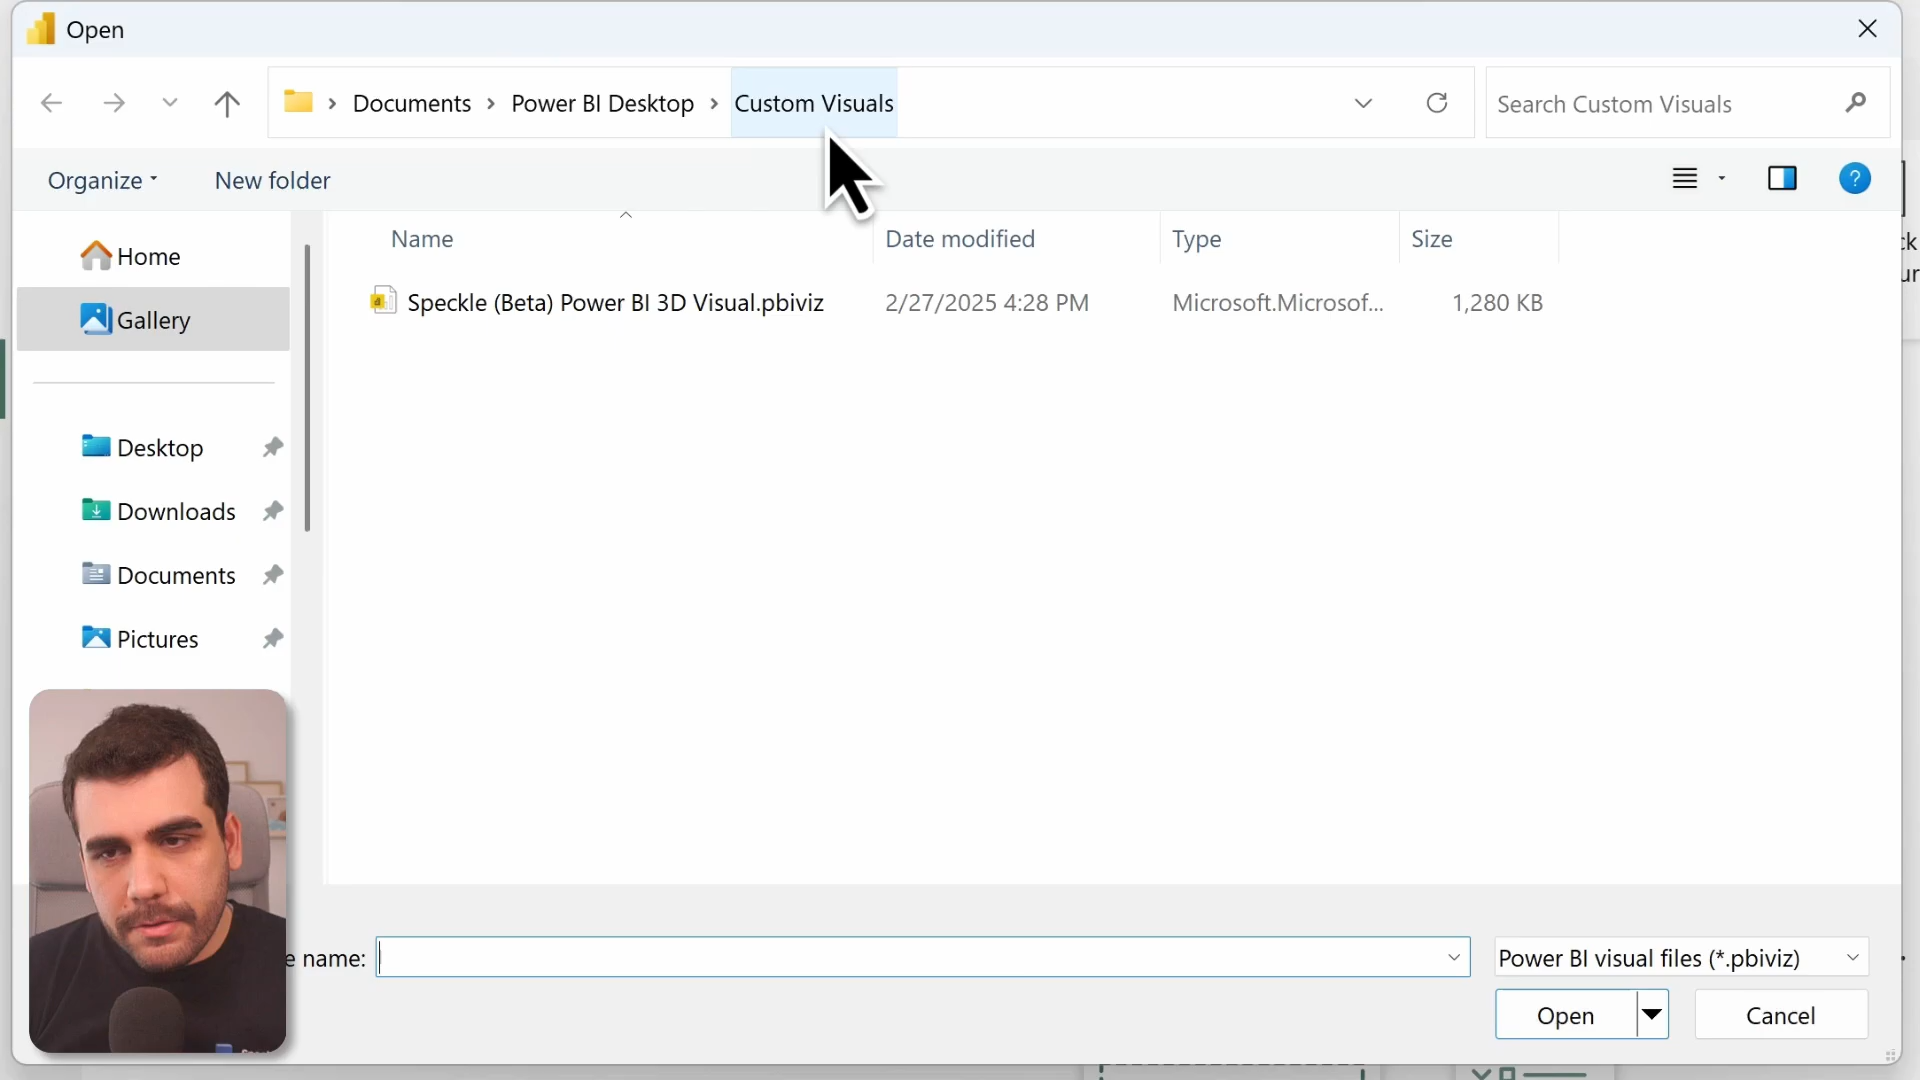 Open
Documents > Power BI Desktop > Custom Visuals
Search Custom Visuals
Organize
New folder
Name
Date modified
Type
Size
Home
Gallery
Speckle (Beta) Power BI 3D Visual.pbiviz
2/27/2025 4:28 PM
Microsoft.Microsof...
1,280 KB
Desktop
Downloads
Documents
Pictures
e name:
Power BI visual files (*.pbiviz)
Open
Cancel
ck
ur